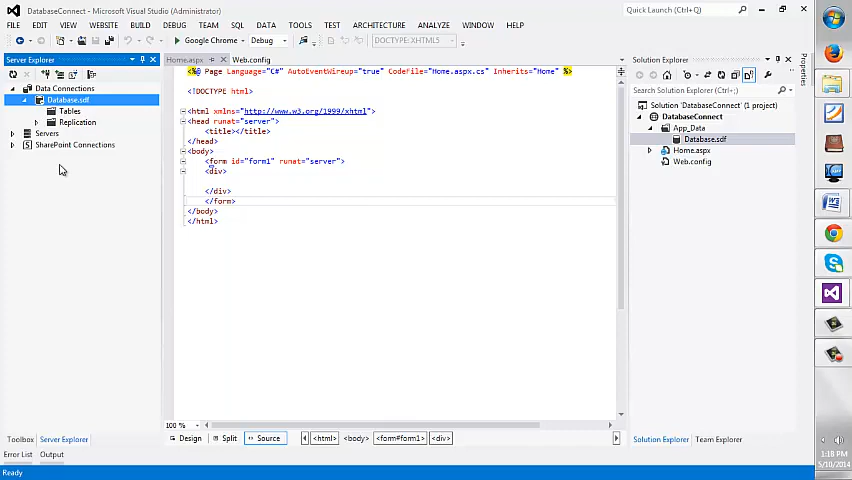 DatabaseConnect - Microsoft Visual Studio (Administrator)
Quick Launch (Ctrl+Q)
FILE EDIT VIEW WEBSITE BUILD DEBUG TEAM SQL DATA TOOLS TEST ARCHITECTURE ANALYZE WINDOW HELP
Google Chrome Debug DOCTYPE: XHTML5
Server Explorer
Data Connections
Database.sdf
Tables
Replication
Servers
SharePoint Connections
Home.aspx Web.config
<%@ Page Language="C#" AutoEventWireup="true" CodeFile="Home.aspx.cs" Inherits="Home" %>
<!DOCTYPE html>
<html xmlns="http://www.w3.org/1999/xhtml">
<head runat="server">
<title></title>
</head>
<body>
<form id="form1" runat="server">
<div>
</div>
</form>
</body>
</html>
100 %
Design Split Source <html> <body> <form#form1> <div>
Solution Explorer
Search Solution Explorer (Ctrl+;)
Solution 'DatabaseConnect' (1 project)
DatabaseConnect
App_Data
Database.sdf
Home.aspx
Web.config
Properties
Toolbox Server Explorer
Solution Explorer Team Explorer
Error List Output
Ready
1:18 PM
5/10/2014